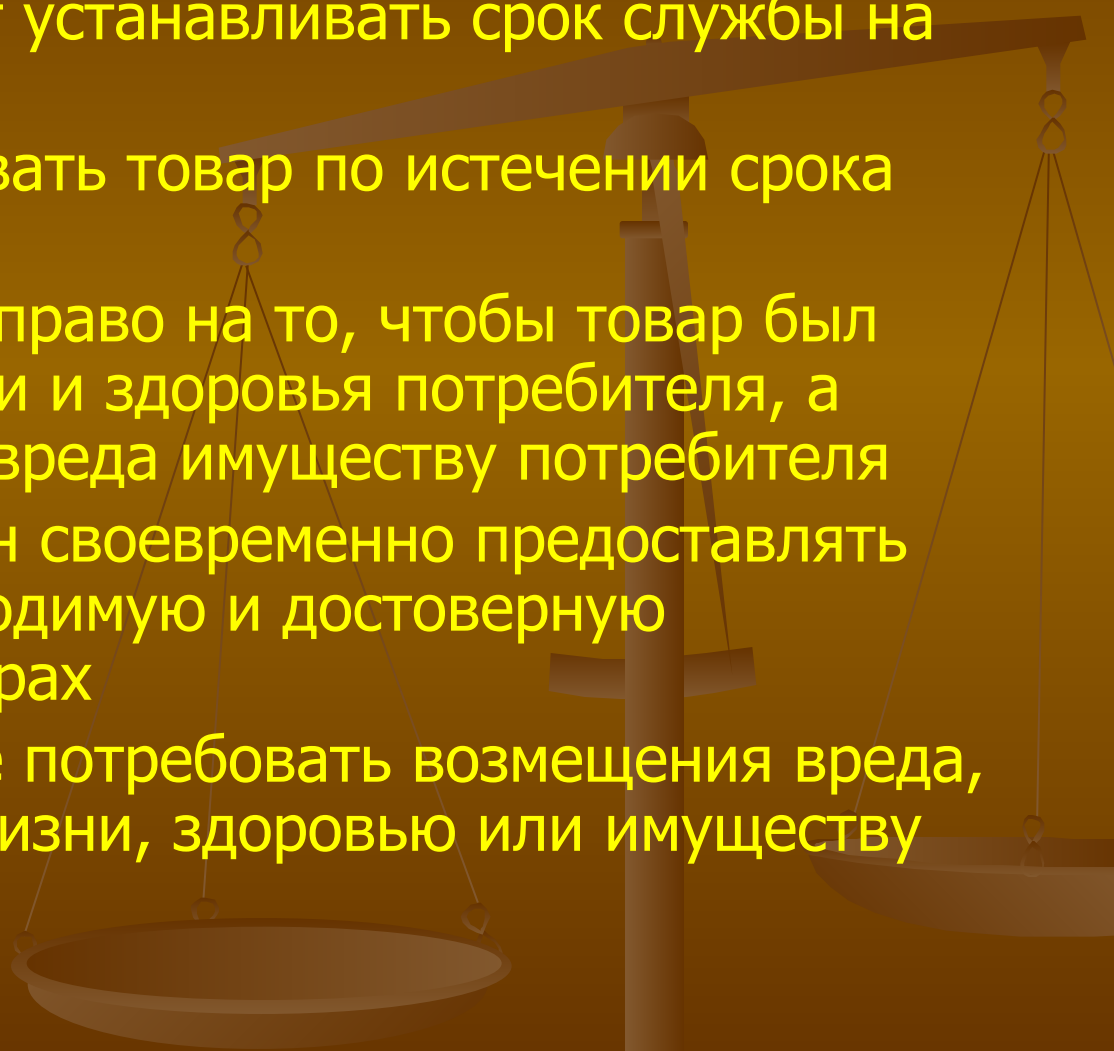 устанавливать срок службы на
вать товар по истечении срока
право на то, чтобы товар был
и и здоровья потребителя, а
вреда имуществу потребителя
н своевременно предоставлять
одимую и достоверную
рах
е потребовать возмещения вреда,
изни, здоровью или имуществу